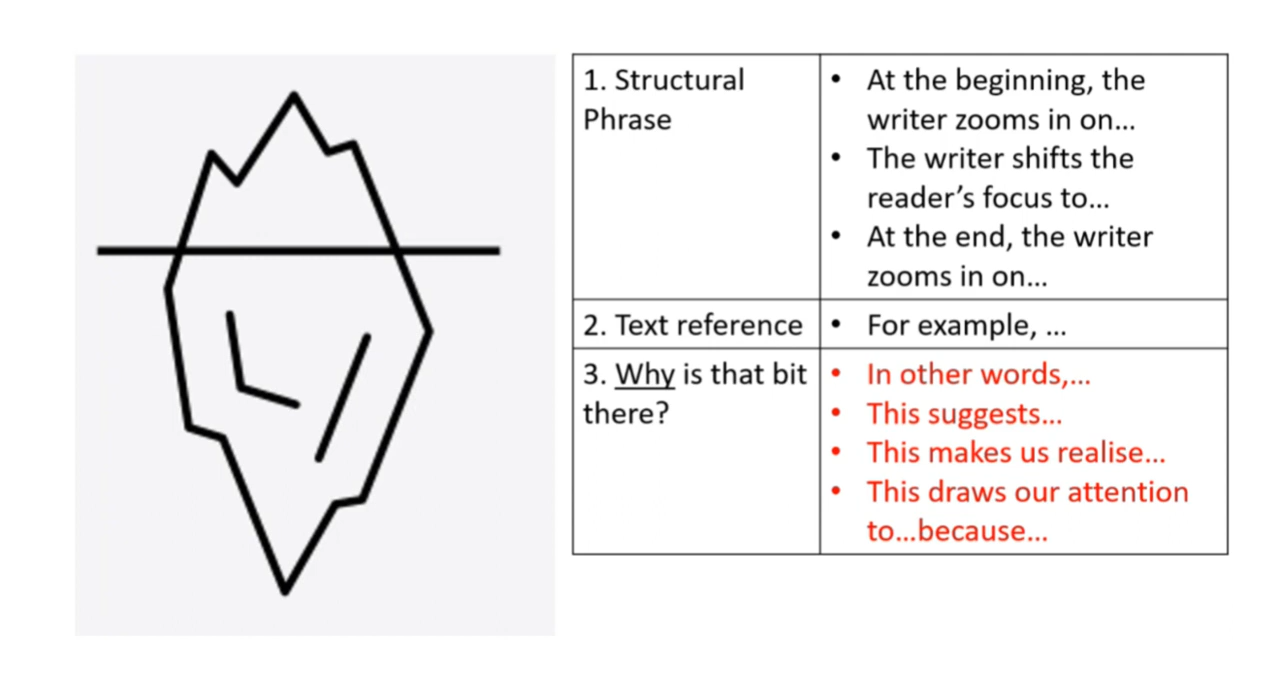 1. Structural
Phrase
• At the beginning, the
writer zooms in on...
• The writer shifts the
reader’s focus to...
• At the end, the writer
zooms in on...
2. Text reference
• For example, ...
3. Why is that bit
there?
• In other words,...
• This suggests...
• This makes us realise...
• This draws our attention
to...because...